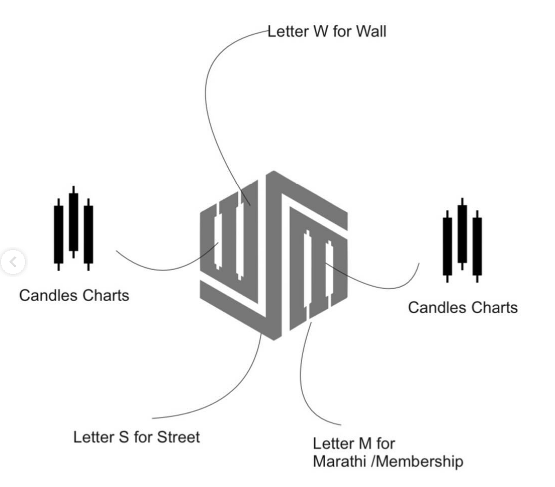 Letter W for Wall
Candles Charts
Candles Charts
Letter S for Street
Letter M for
Marathi /Membership